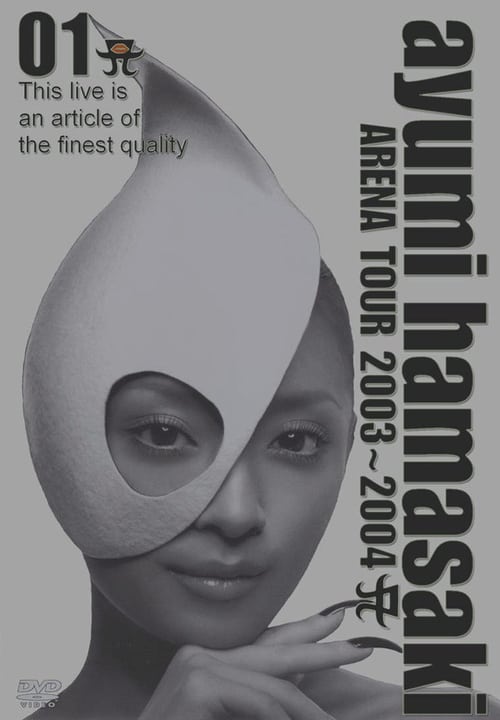 01
This live is
an article of
the finest quality
ayumi hamasaki
ARENA TOUR 2003~2004 A
DVD
VIDEO